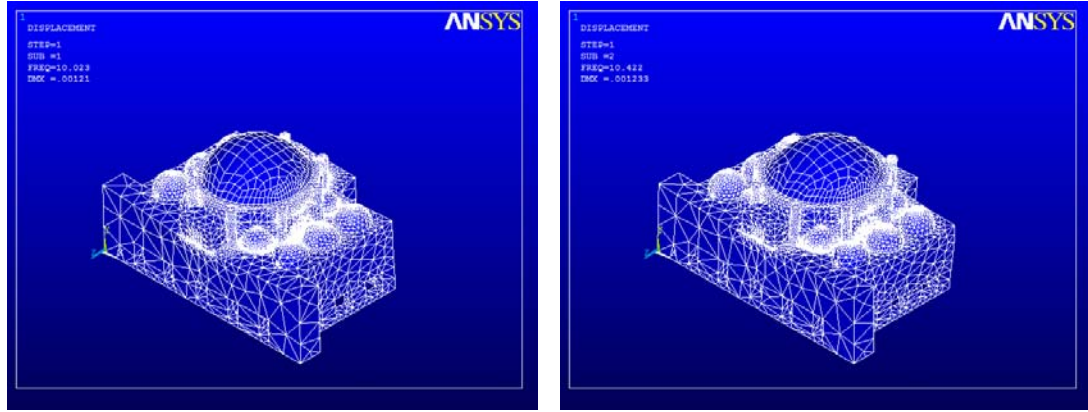 1
ANSYS
DISPLACEMENT
STEP=1
SUB =1
FREQ=10.023
DMX =.00121
1
ANSYS
DISPLACEMENT
STEP=1
SUB =2
FREQ=10.422
DMX =.001233